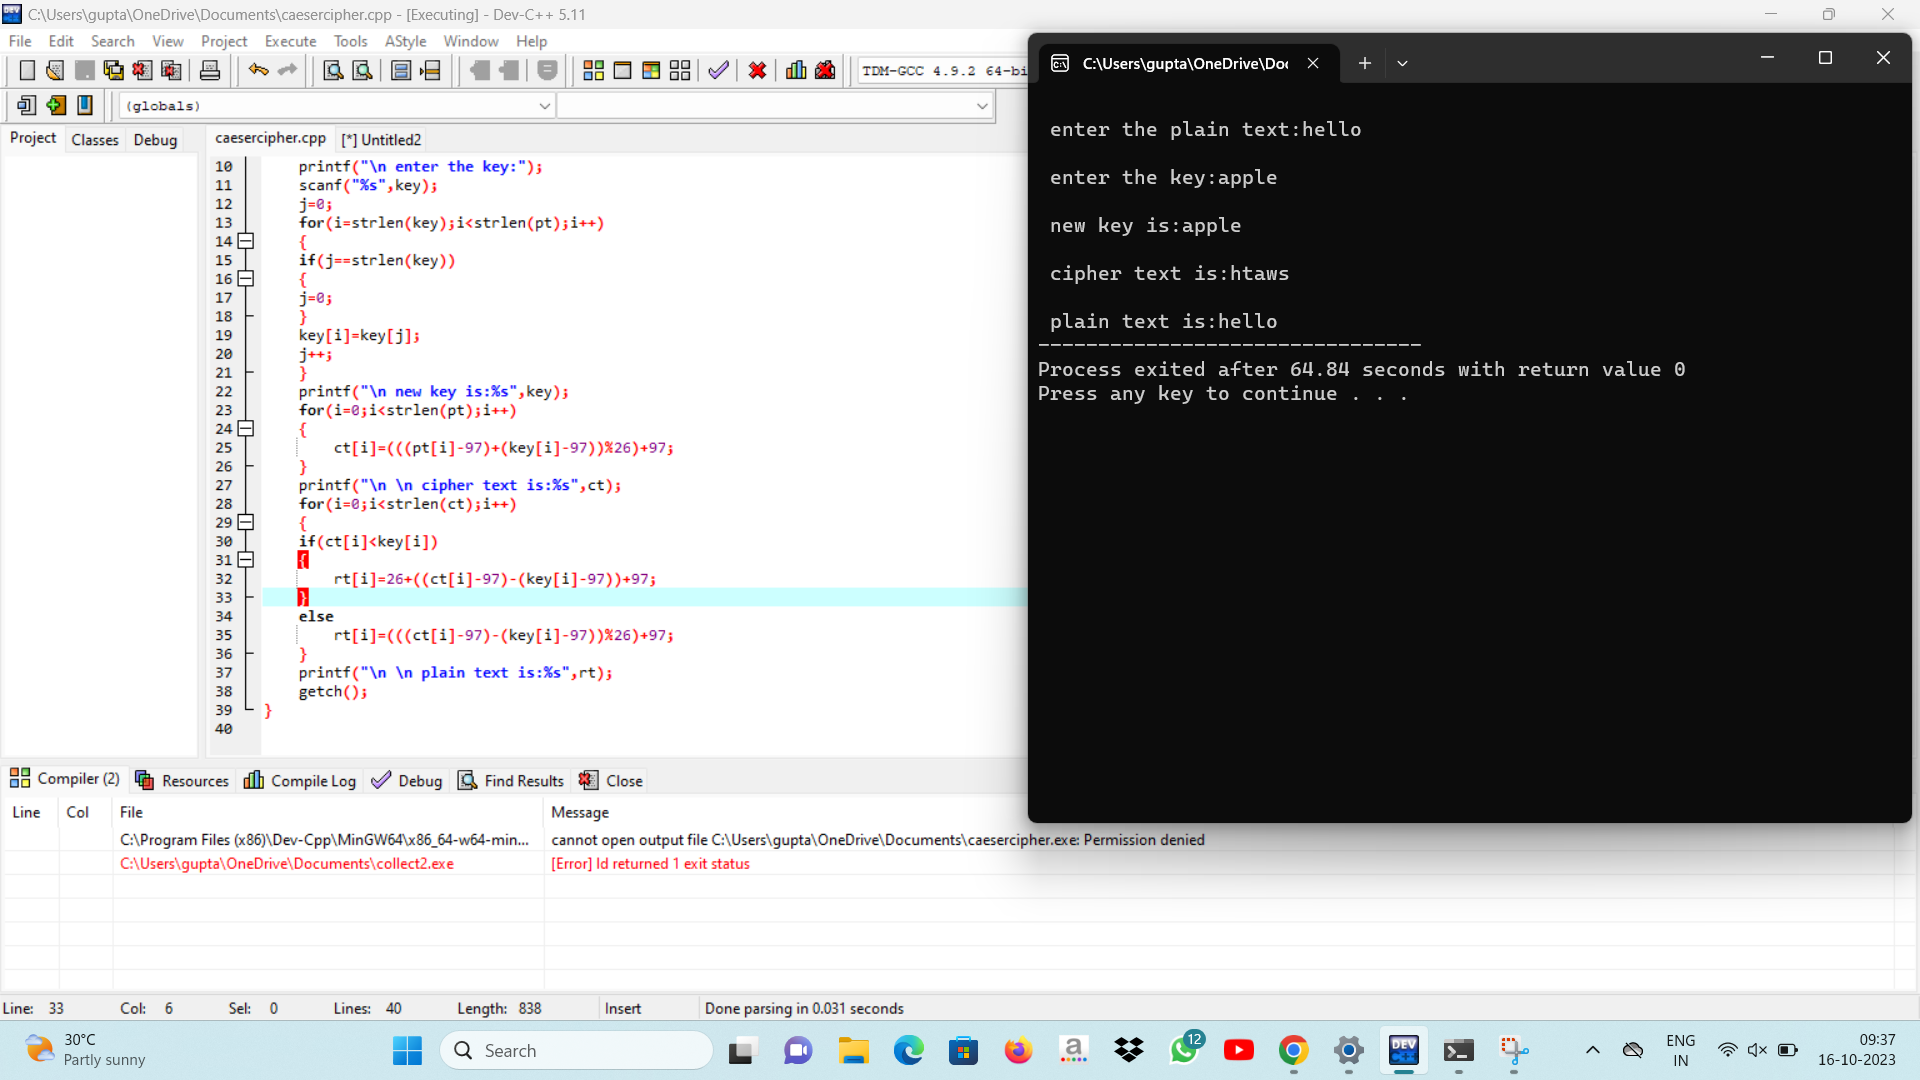 C:\Users\gupta\OneDrive\Documents\caesercipher.cpp - [Executing] - Dev-C++ 5.11
File Edit Search View Project Execute Tools AStyle Window Help
TDM-GCC 4.9.2 64-bi
(globals)
Project Classes Debug
caesercipher.cpp [*] Untitled2
10 printf("\n enter the key:");
11 scanf("%s",key);
12 j=0;
13 for(i=strlen(key);i<strlen(pt);i++)
14 {
15 if(j==strlen(key))
16 {
17 j=0;
18 }
19 key[i]=key[j];
20 j++;
21 }
22 printf("\n new key is:%s",key);
23 for(i=0;i<strlen(pt);i++)
24 {
25 ct[i]=(((pt[i]-97)+(key[i]-97))%26)+97;
26 }
27 printf("\n \n cipher text is:%s",ct);
28 for(i=0;i<strlen(ct);i++)
29 {
30 if(ct[i]<key[i])
31 {
32 rt[i]=26+((ct[i]-97)-(key[i]-97))+97;
33 }
34 else
35 rt[i]=(((ct[i]-97)-(key[i]-97))%26)+97;
36 }
37 printf("\n \n plain text is:%s",rt);
38 getch();
39 }
40
C:\Users\gupta\OneDrive\Doc
enter the plain text:hello
enter the key:apple
new key is:apple
cipher text is:htaws
plain text is:hello
--------------------------------
Process exited after 64.84 seconds with return value 0
Press any key to continue . . .
Compiler (2) Resources Compile Log Debug Find Results Close
Line Col File Message
C:\Program Files (x86)\Dev-Cpp\MinGW64\x86_64-w64-min... cannot open output file C:\Users\gupta\OneDrive\Documents\caesercipher.exe: Permission denied
C:\Users\gupta\OneDrive\Documents\collect2.exe [Error] ld returned 1 exit status
Line: 33 Col: 6 Sel: 0 Lines: 40 Length: 838 Insert Done parsing in 0.031 seconds
30°C
Partly sunny
Search
a
12
DEV C++
ENG
IN
09:37
16-10-2023